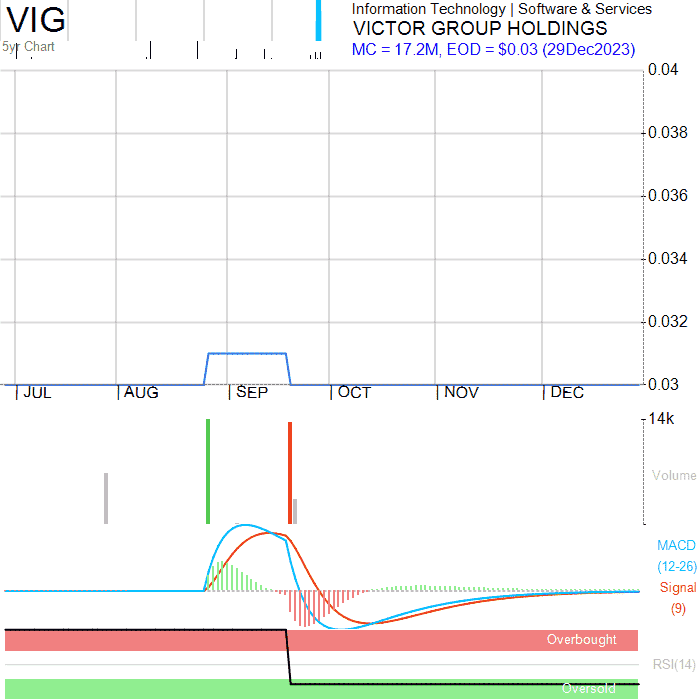 VIG
Information Technology | Software & Services
VICTOR GROUP HOLDINGS
5yr Chart
MC = 17.2M, EOD = $0.03 (29Dec2023)
0.04
0.038
0.036
0.034
0.032
0.03
JUL AUG SEP OCT NOV DEC
14k
Volume
MACD
(12-26)
Signal
(9)
Overbought
RSI(14)
Oversold